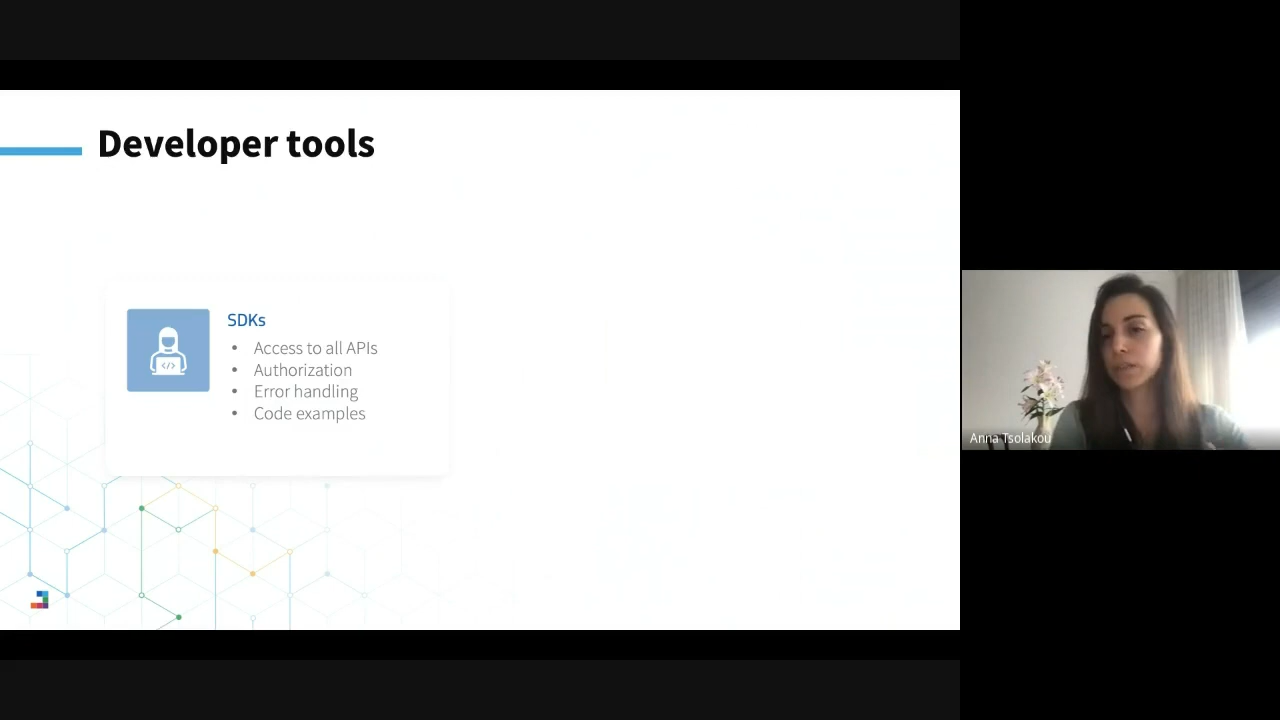 Developer tools
SDKs
• Access to all APIs
• Authorization
• Error handling
• Code examples
Anna Tsolakou